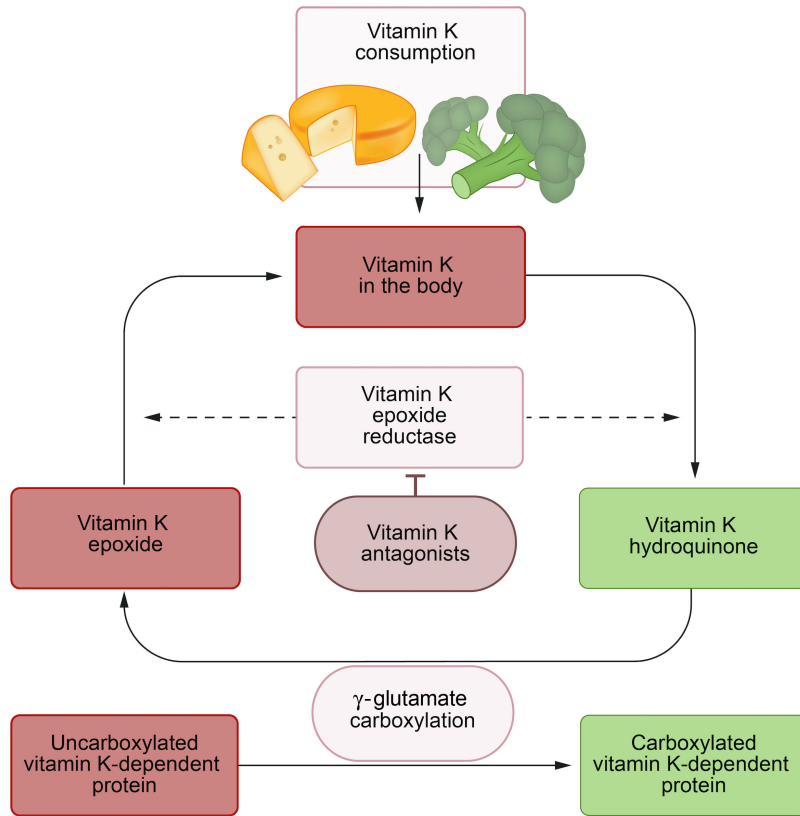 Vitamin K
consumption
Vitamin K
in the body
Vitamin K
epoxide
reductase
Vitamin K
epoxide
Vitamin K
antagonists
Vitamin K
hydroquinone
γ-glutamate
carboxylation
Uncarboxylated
vitamin K-dependent
protein
Carboxylated
vitamin K-dependent
protein